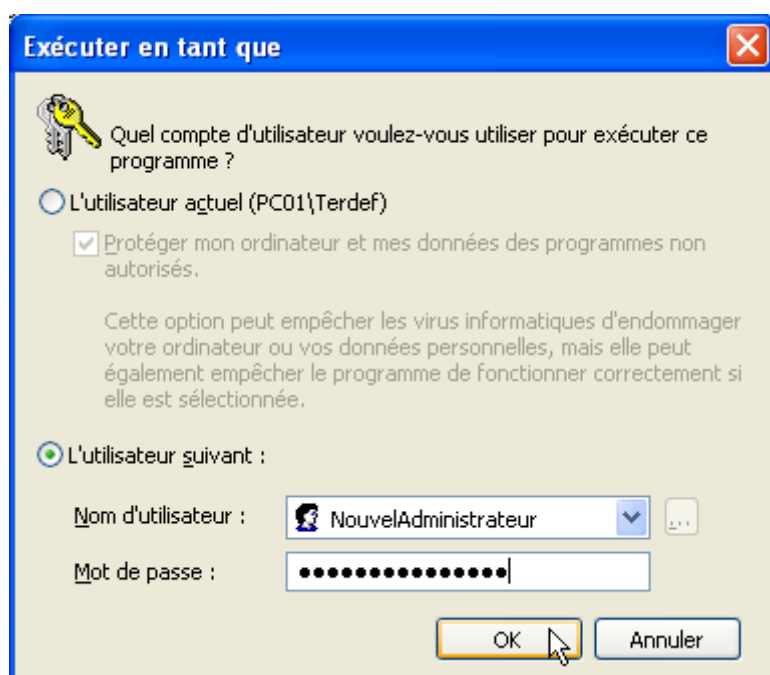 Exécuter en tant que
Quel compte d'utilisateur voulez-vous utiliser pour exécuter ce
programme ?
L'utilisateur actuel (PC01\Terdef)
Protéger mon ordinateur et mes données des programmes non
autorisés.
Cette option peut empêcher les virus informatiques d'endommager
votre ordinateur ou vos données personnelles, mais elle peut
également empêcher le programme de fonctionner correctement si
elle est sélectionnée.
L'utilisateur suivant :
Nom d'utilisateur : NouvelAdministrateur ...
Mot de passe : •••••••••••••••
OK Annuler